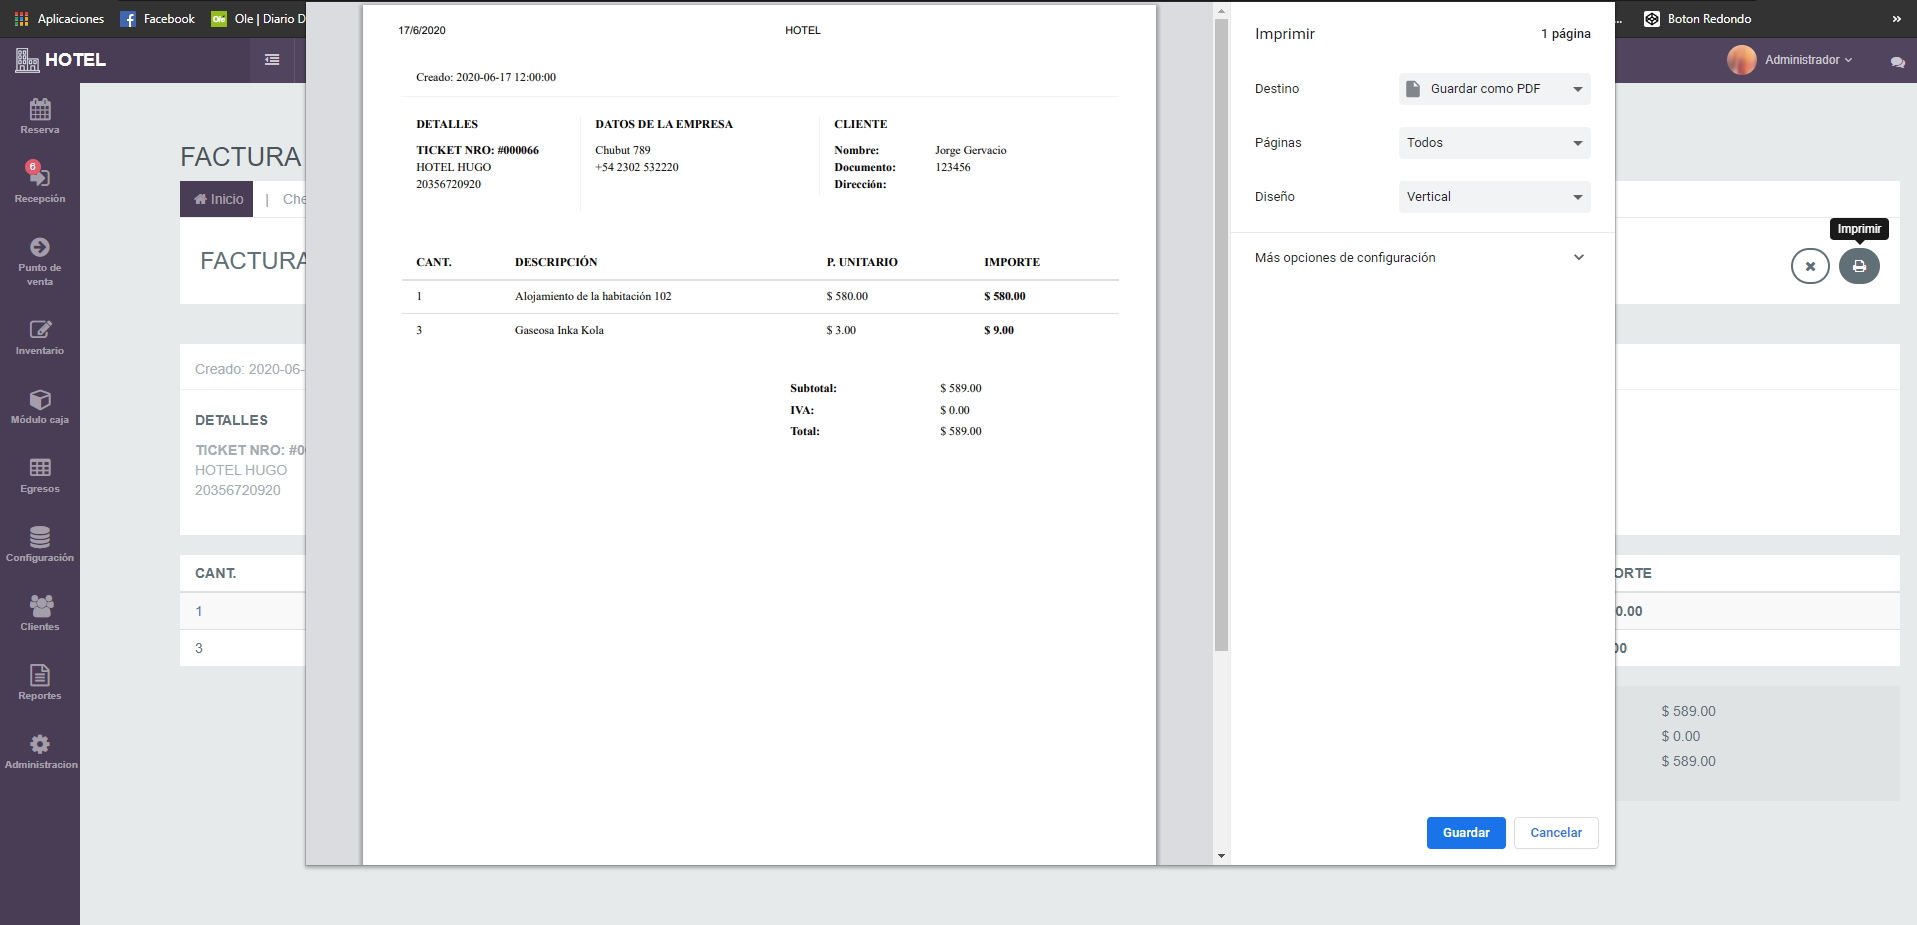 Aplicaciones
Facebook
Ole
Ole | Diario D
...
Boton Redondo
»
HOTEL
Administrador
Reserva
6
Recepción
Punto de
venta
Inventario
Módulo caja
Egresos
Configuración
Clientes
Reportes
Administracion
FACTURA
Inicio | Che
FACTURA
Imprimir
Creado: 2020-06-
DETALLES
TICKET NRO: #0
HOTEL HUGO
20356720920
CANT.
1
3
ORTE
0.00
00
$ 589.00
$ 0.00
$ 589.00
17/6/2020 HOTEL
Creado: 2020-06-17 12:00:00
DETALLES
TICKET NRO: #000066
HOTEL HUGO
20356720920
DATOS DE LA EMPRESA
Chubut 789
+54 2302 532220
CLIENTE
Nombre: Jorge Gervacio
Documento: 123456
Dirección:
CANT. DESCRIPCIÓN P. UNITARIO IMPORTE
1 Alojamiento de la habitación 102 $ 580.00 $ 580.00
3 Gaseosa Inka Kola $ 3.00 $ 9.00
Subtotal: $ 589.00
IVA: $ 0.00
Total: $ 589.00
Imprimir 1 página
Destino Guardar como PDF
Páginas Todos
Diseño Vertical
Más opciones de configuración
Guardar Cancelar